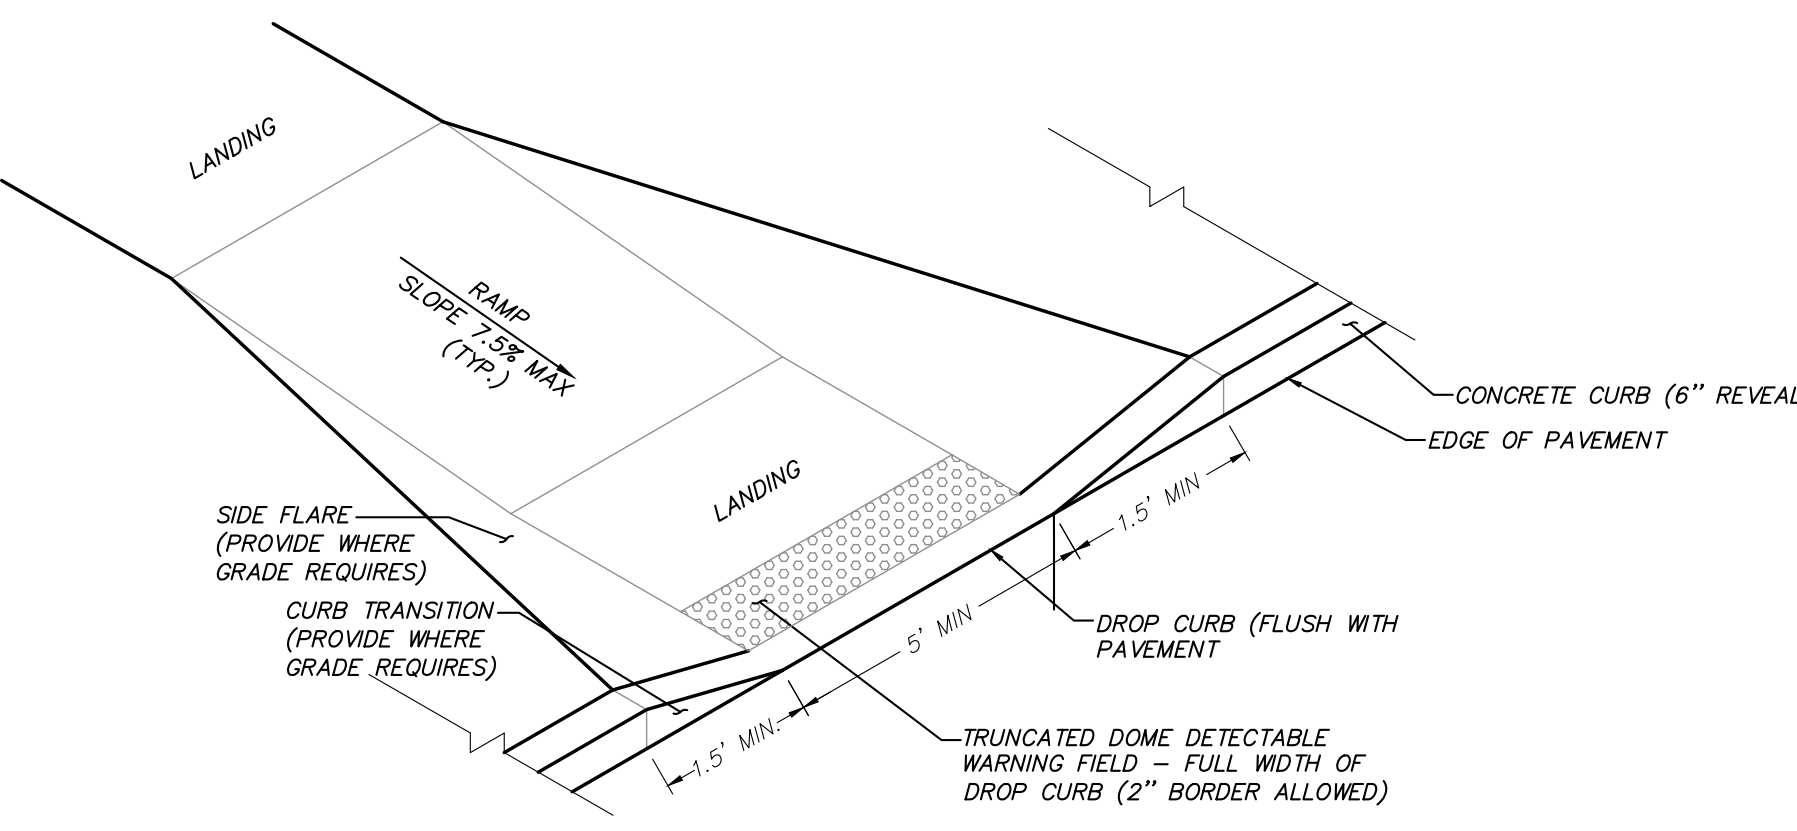 LANDING
RAMP
SLOPE 7.5% MAX
(TYP.)
CONCRETE CURB (6" REVEAL
EDGE OF PAVEMENT
LANDING
1.5' MIN
SIDE FLARE
(PROVIDE WHERE
GRADE REQUIRES)
CURB TRANSITION
(PROVIDE WHERE
GRADE REQUIRES)
5' MIN
DROP CURB (FLUSH WITH
PAVEMENT
1.5' MIN.
TRUNCATED DOME DETECTABLE
WARNING FIELD – FULL WIDTH OF
DROP CURB (2" BORDER ALLOWED)